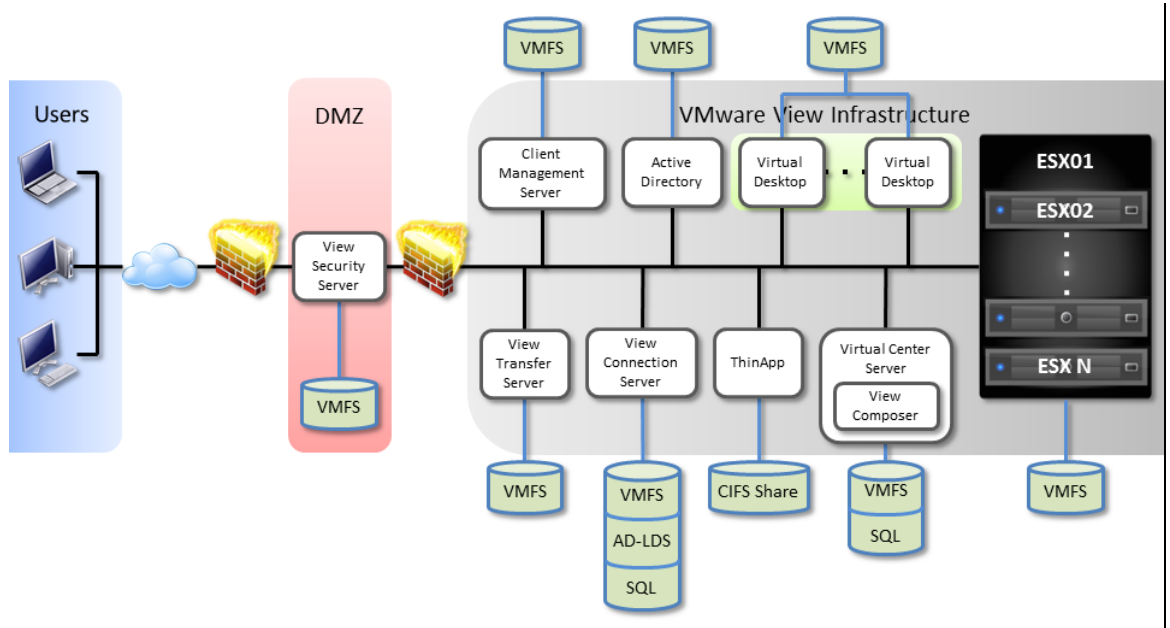 VMFS
VMFS
VMFS
Users
DMZ
VMware View Infrastructure
Client
Management
Server
Active
Directory
Virtual
Desktop
Virtual
Desktop
ESX01
ESX02
View
Security
Server
View
Transfer
Server
View
Connection
Server
ThinApp
Virtual Center
Server
View
Composer
ESX N
VMFS
VMFS
VMFS
AD-LDS
SQL
CIFS Share
VMFS
SQL
VMFS